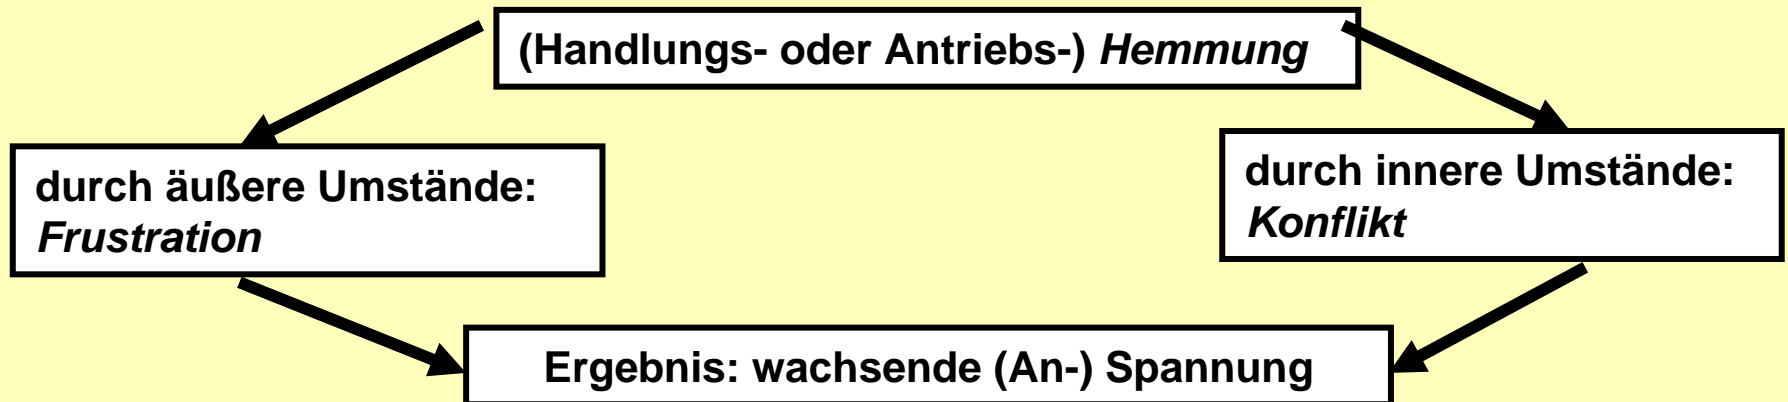 (Handlungs- oder Antriebs-) Hemmung
durch äußere Umstände:
Frustration
durch innere Umstände:
Konflikt
Ergebnis: wachsende (An-) Spannung